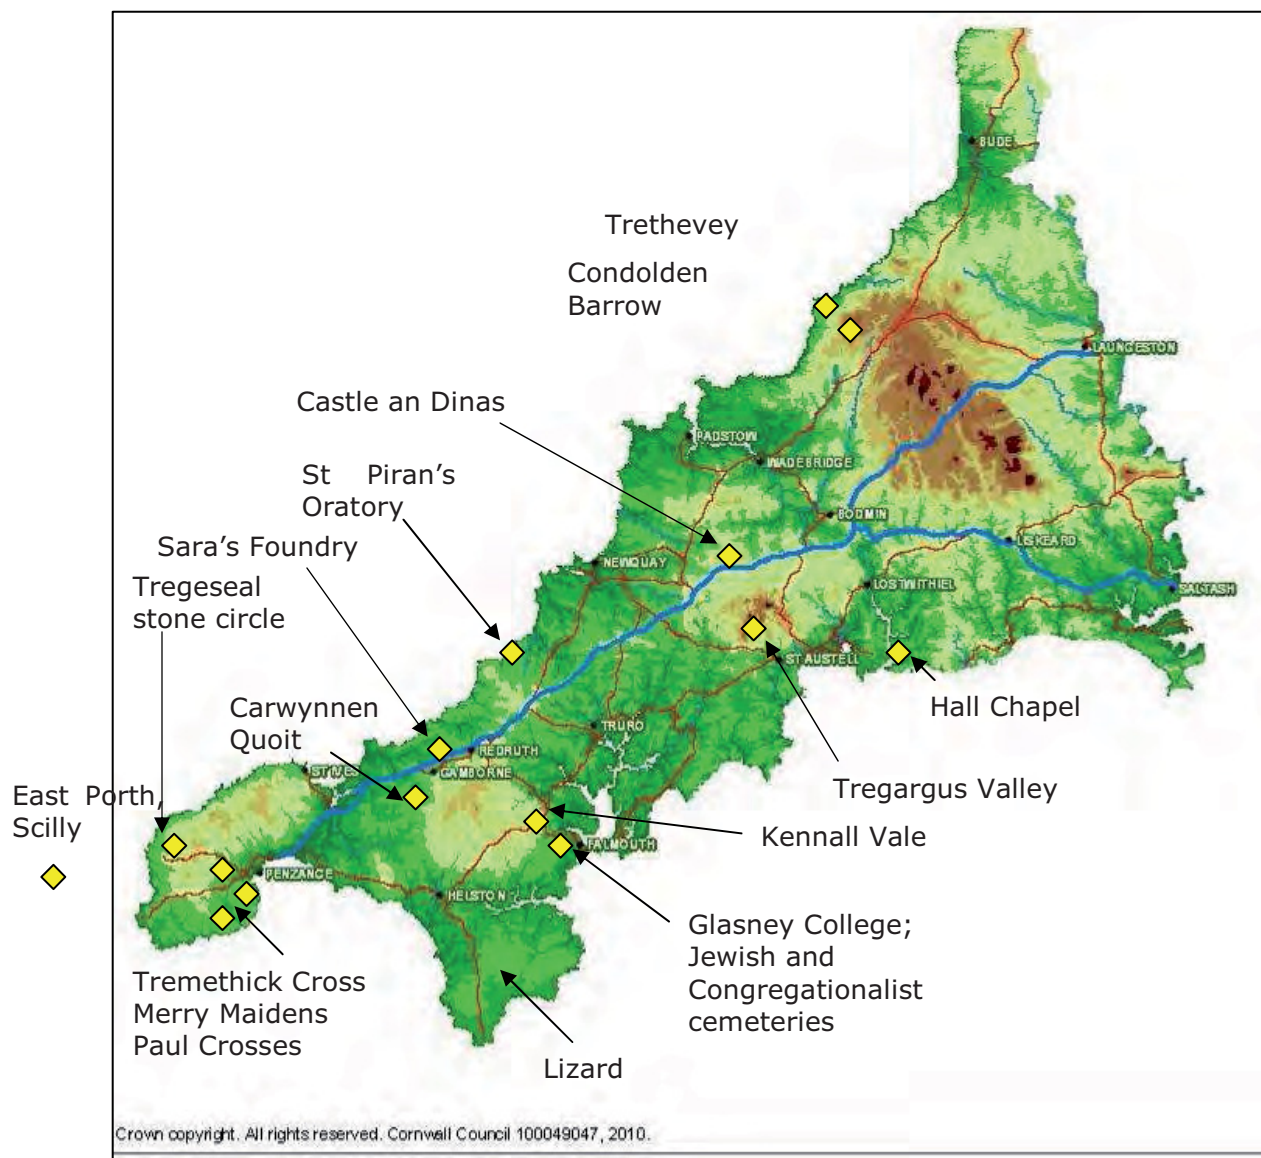 BUDE
Trethevey
Condolden
Barrow
LAUNCESTON
Castle an Dinas
PADSTOW
WADEBRIDGE
St Piran's
Oratory
BODMIN
Sara's Foundry
NEWQUAY
LISKEARD
Tregeseal
stone circle
LOSTWITHIEL
SALTASH
ST AUSTELL
Carwynnen
Quoit
Hall Chapel
TRURO
REDRUTH
ST IVES
CAMBORNE
East Porth,
Scilly
Tregargus Valley
Kennall Vale
FALMOUTH
PENZANCE
HELSTON
Glasney College;
Jewish and
Congregationalist
cemeteries
Tremethick Cross
Merry Maidens
Paul Crosses
Lizard
Crown copyright. All rights reserved. Cornwall Council 100049047, 2010.